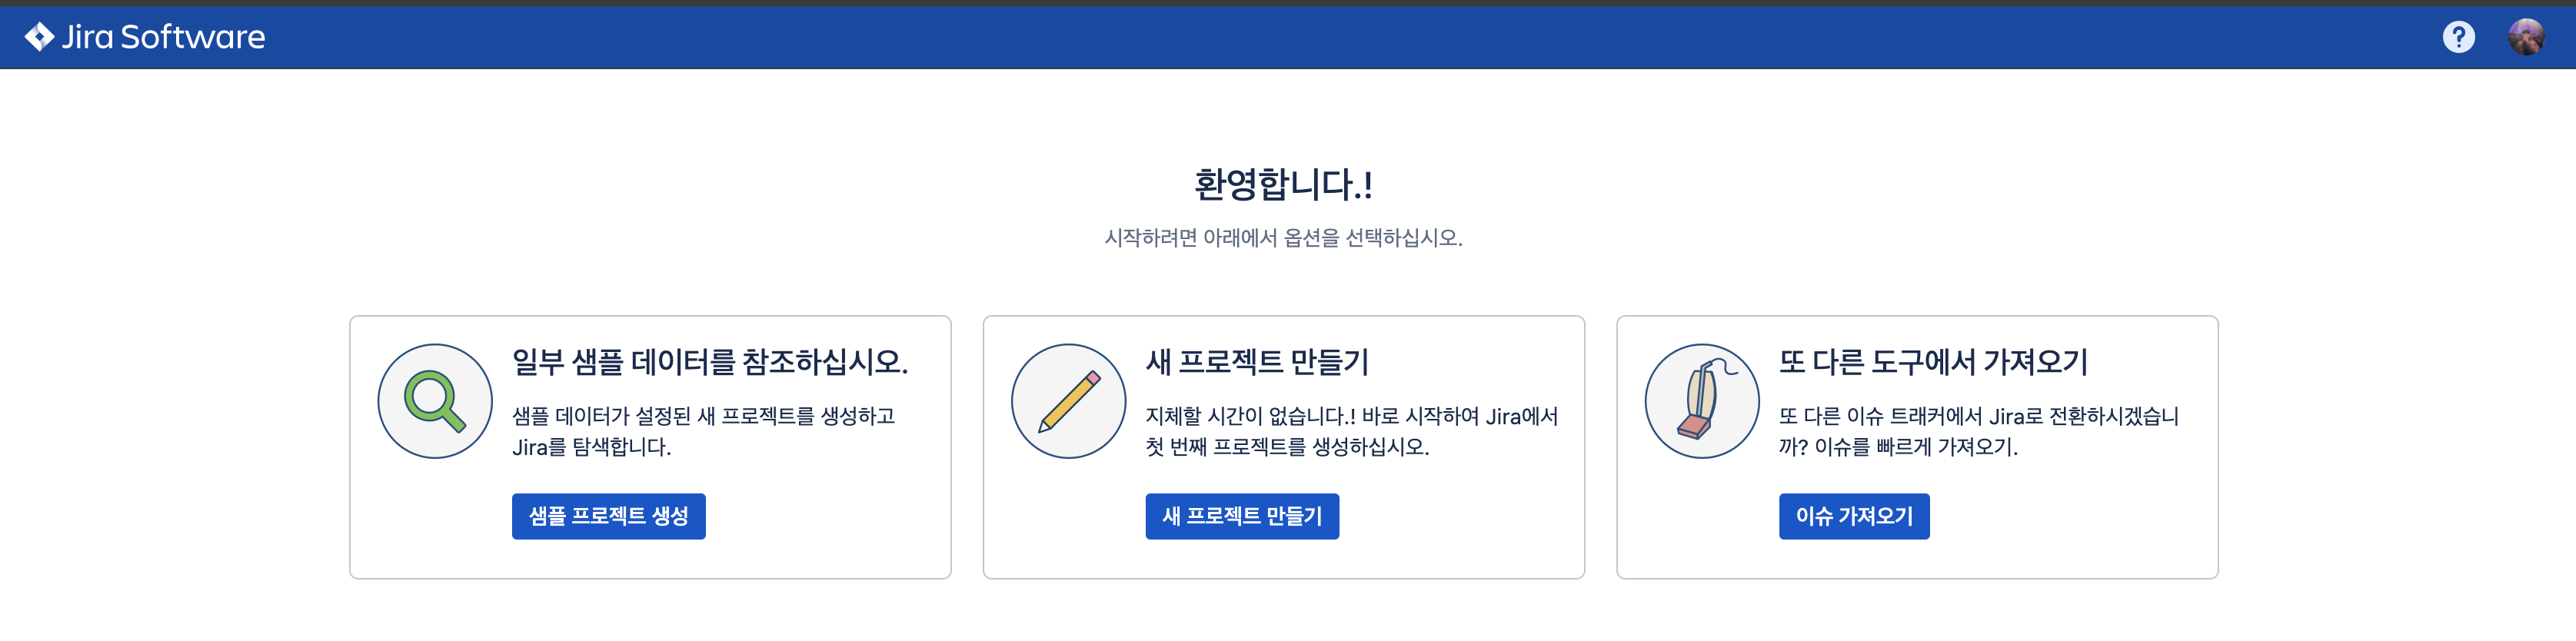 Jira Software
?
환영합니다.!
시작하려면 아래에서 옵션을 선택하십시오.
일부 샘플 데이터를 참조하십시오.
샘플 데이터가 설정된 새 프로젝트를 생성하고
Jira를 탐색합니다.
샘플 프로젝트 생성
새 프로젝트 만들기
지체할 시간이 없습니다.! 바로 시작하여 Jira에서
첫 번째 프로젝트를 생성하십시오.
새 프로젝트 만들기
또 다른 도구에서 가져오기
또 다른 이슈 트래커에서 Jira로 전환하시겠습니
까? 이슈를 빠르게 가져오기.
이슈 가져오기